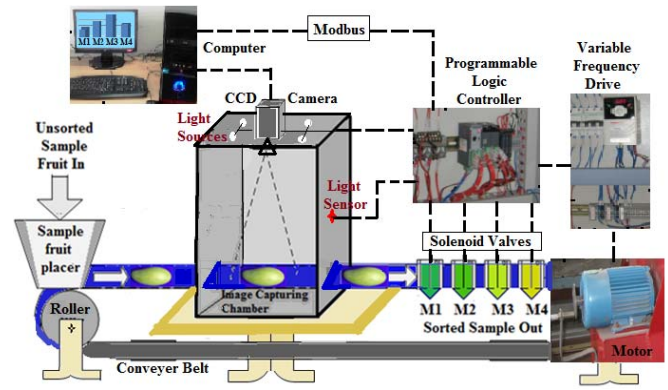 M1 M2 M3 M4
Computer
Modbus
CCD Camera
Light
Sources
Programmable
Logic
Controller
Variable
Frequency
Drive
Unsorted
Sample
Fruit In
Sample
fruit
placer
Light
Sensor
Solenoid Valves
Image Capturing
Chamber
M1 M2 M3 M4
Sorted Sample Out
Roller
Motor
Conveyer Belt